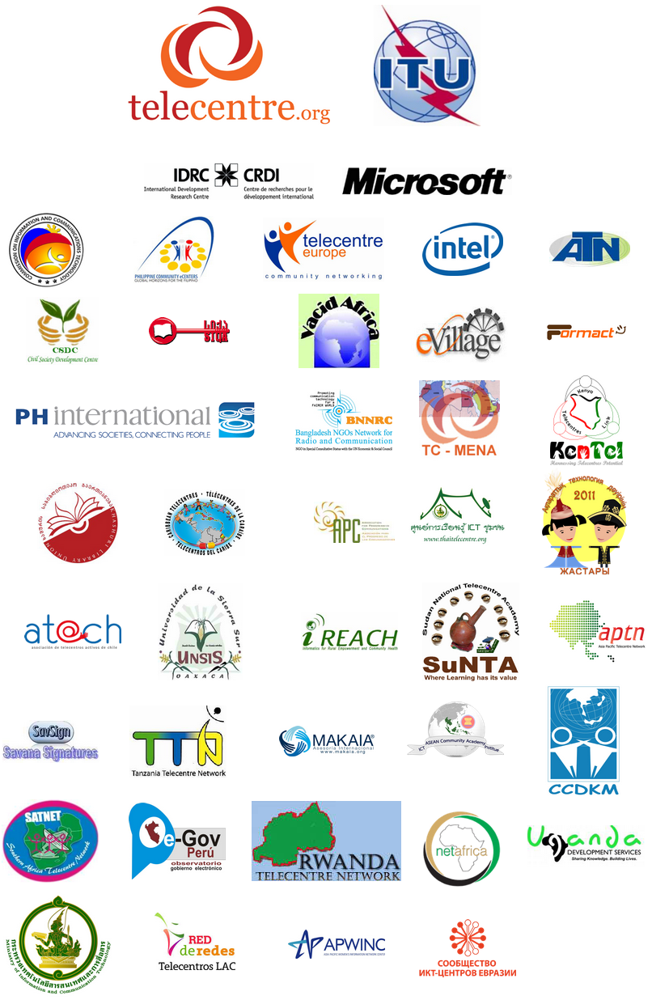 telecentre.org
ITU
IDRC CRDI
International Development
Research Centre
Centre de recherches pour le
développement international
Microsoft®
COMMISSION ON INFORMATION AND COMMUNICATIONS TECHNOLOGY
PHILIPPINE COMMUNITY eCENTERS
GLOBAL HORIZONS FOR THE FILIPINO
telecentre
europe
community networking
intel®
ATN
CSDC
Civil Society Development Centre
Vacid Africa
eVillage
Formact
PH international
ADVANCING SOCIETIES, CONNECTING PEOPLE
Promoting
communication
technology
for a
FAIRER WORLD
BNNRC
Bangladesh NGOs Network for
Radio and Communication
NGO in Special Consultative Status with the UN Economic & Social Council
TC - MENA
Kenya
Telecentres Link
KenTel
Harnessing Telecentres Potential
KHASHURI LIBRARY UNION
CARIBBEAN TELECENTRES · TÉLÉCENTRES DE LA CARAÏBE
· TELECENTROS DEL CARIBE ·
APC
ASSOCIATION
FOR PROGRESSIVE
COMMUNICATIONS
ศูนย์การเรียนรู้ ICT ชุมชน
www.thaitelecentre.org
Ақпараттық технология дәуірінің
2011
ЖАСТАРЫ
at@ch
asociación de telecentros activos de chile
Universidad de la Sierra Sur
UNSIS
OAXACA
iREACH
Informatics for Rural Empowerment and Community Health
Sudan National Telecentre Academy
SuNTA
Where Learning has its value
aptn
Asia Pacific Telecentre Network
SavSign
Savana Signatures
TTN
Tanzania Telecentre Network
MAKAIA®
Asesoría Internacional
www.makaia.org
ICT ASEAN Community Academy Institue
CCDKM
SATNET
Southern Africa Telecentre Network
e-Gov
Perú
observatorio
gobierno electrónico
RWANDA
TELECENTRE NETWORK
netafrica
Uganda
DEVELOPMENT SERVICES
Sharing Knowledge. Building Lives.
กระทรวงเทคโนโลยีสารสนเทศและการสื่อสาร
Ministry of Information and Communication Technology
RED
deredes
Telecentros LAC
APWINC
ASIA PACIFIC WOMEN'S INFORMATION NETWORK CENTER
СООБЩЕСТВО
ИКТ-ЦЕНТРОВ ЕВРАЗИИ